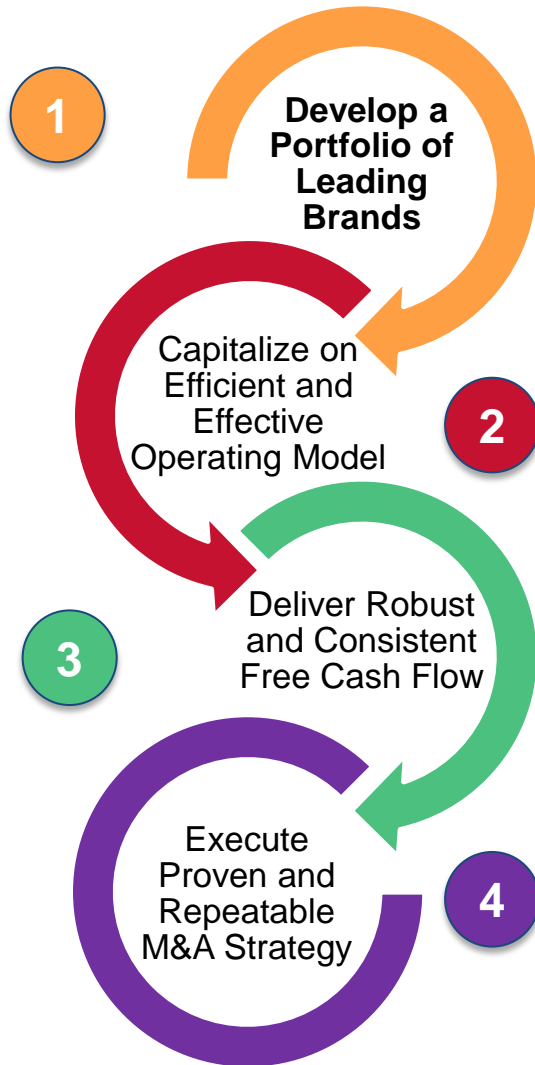 1
Develop a
Portfolio of
Leading
Brands
Capitalize on
Efficient and
Effective
Operating Model
2
3
Deliver Robust
and Consistent
Free Cash Flow
Execute
Proven and
Repeatable
M&A Strategy
4